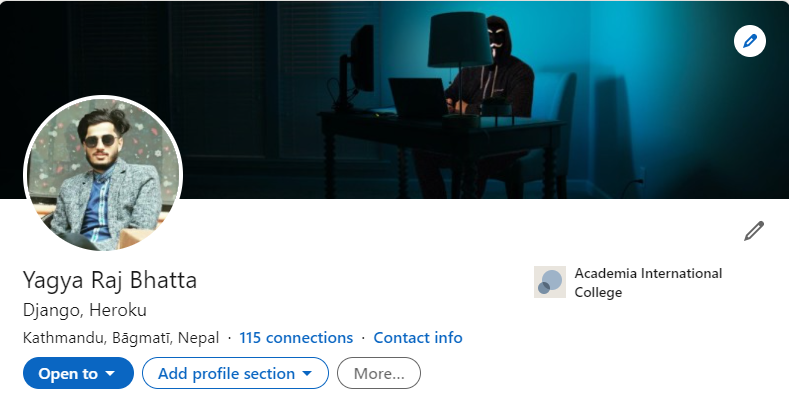 Yagya Raj Bhatta
Academia International
College
Django, Heroku
Kathmandu, Bāgmatī, Nepal · 115 connections · Contact info
Open to
Add profile section
More...